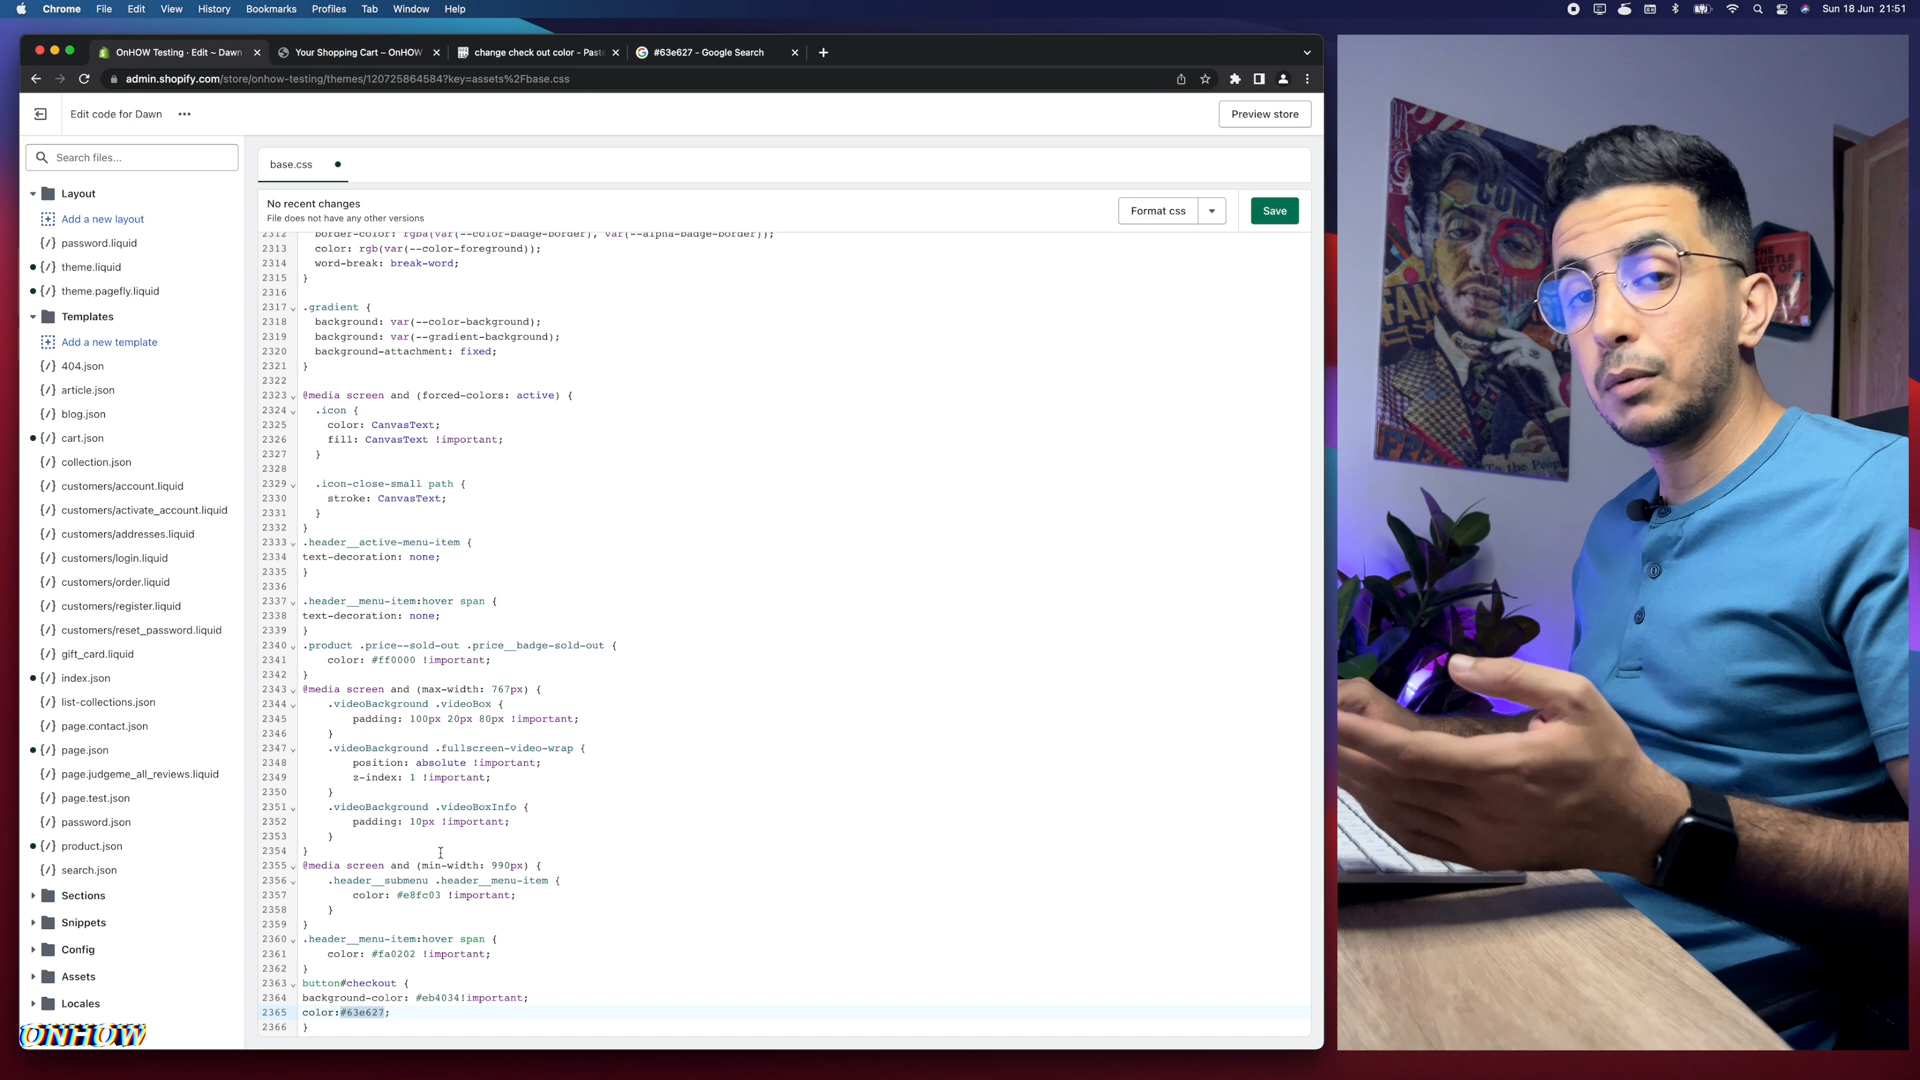 Chrome File Edit View History Bookmarks Profiles Tab Window Help Sun 18 Jun 21:51
OnHOW Testing · Edit ~ Dawn Your Shopping Cart – OnHOW change check out color - Past #63e627 - Google Search
admin.shopify.com/store/onhow-testing/themes/120725864584?key=assets%2Fbase.css
Edit code for Dawn ••• Preview store
Search files...
base.css
No recent changes
File does not have any other versions
Format css Save
Layout
Add a new layout
{/} password.liquid
{/} theme.liquid
{/} theme.pagefly.liquid
Templates
Add a new template
{/} 404.json
{/} article.json
{/} blog.json
{/} cart.json
{/} collection.json
{/} customers/account.liquid
{/} customers/activate_account.liquid
{/} customers/addresses.liquid
{/} customers/login.liquid
{/} customers/order.liquid
{/} customers/register.liquid
{/} customers/reset_password.liquid
{/} gift_card.liquid
{/} index.json
{/} list-collections.json
{/} page.contact.json
{/} page.json
{/} page.judgeme_all_reviews.liquid
{/} page.test.json
{/} password.json
{/} product.json
{/} search.json
Sections
Snippets
Config
Assets
Locales
ONHOW
2312 border-color: rgba(var(--color-badge-border), var(--alpha-badge-border));
2313 color: rgb(var(--color-foreground));
2314 word-break: break-word;
2315 }
2316
2317 .gradient {
2318 background: var(--color-background);
2319 background: var(--gradient-background);
2320 background-attachment: fixed;
2321 }
2322
2323 @media screen and (forced-colors: active) {
2324 .icon {
2325 color: CanvasText;
2326 fill: CanvasText !important;
2327 }
2328
2329 .icon-close-small path {
2330 stroke: CanvasText;
2331 }
2332 }
2333 .header__active-menu-item {
2334 text-decoration: none;
2335 }
2336
2337 .header__menu-item:hover span {
2338 text-decoration: none;
2339 }
2340 .product .price--sold-out .price__badge-sold-out {
2341 color: #ff0000 !important;
2342 }
2343 @media screen and (max-width: 767px) {
2344 .videoBackground .videoBox {
2345 padding: 100px 20px 80px !important;
2346 }
2347 .videoBackground .fullscreen-video-wrap {
2348 position: absolute !important;
2349 z-index: 1 !important;
2350 }
2351 .videoBackground .videoBoxInfo {
2352 padding: 10px !important;
2353 }
2354 }
2355 @media screen and (min-width: 990px) {
2356 .header__submenu .header__menu-item {
2357 color: #e8fc03 !important;
2358 }
2359 }
2360 .header__menu-item:hover span {
2361 color: #fa0202 !important;
2362 }
2363 button#checkout {
2364 background-color: #eb4034!important;
2365 color:#63e627;
2366 }
THE
SUBTLE